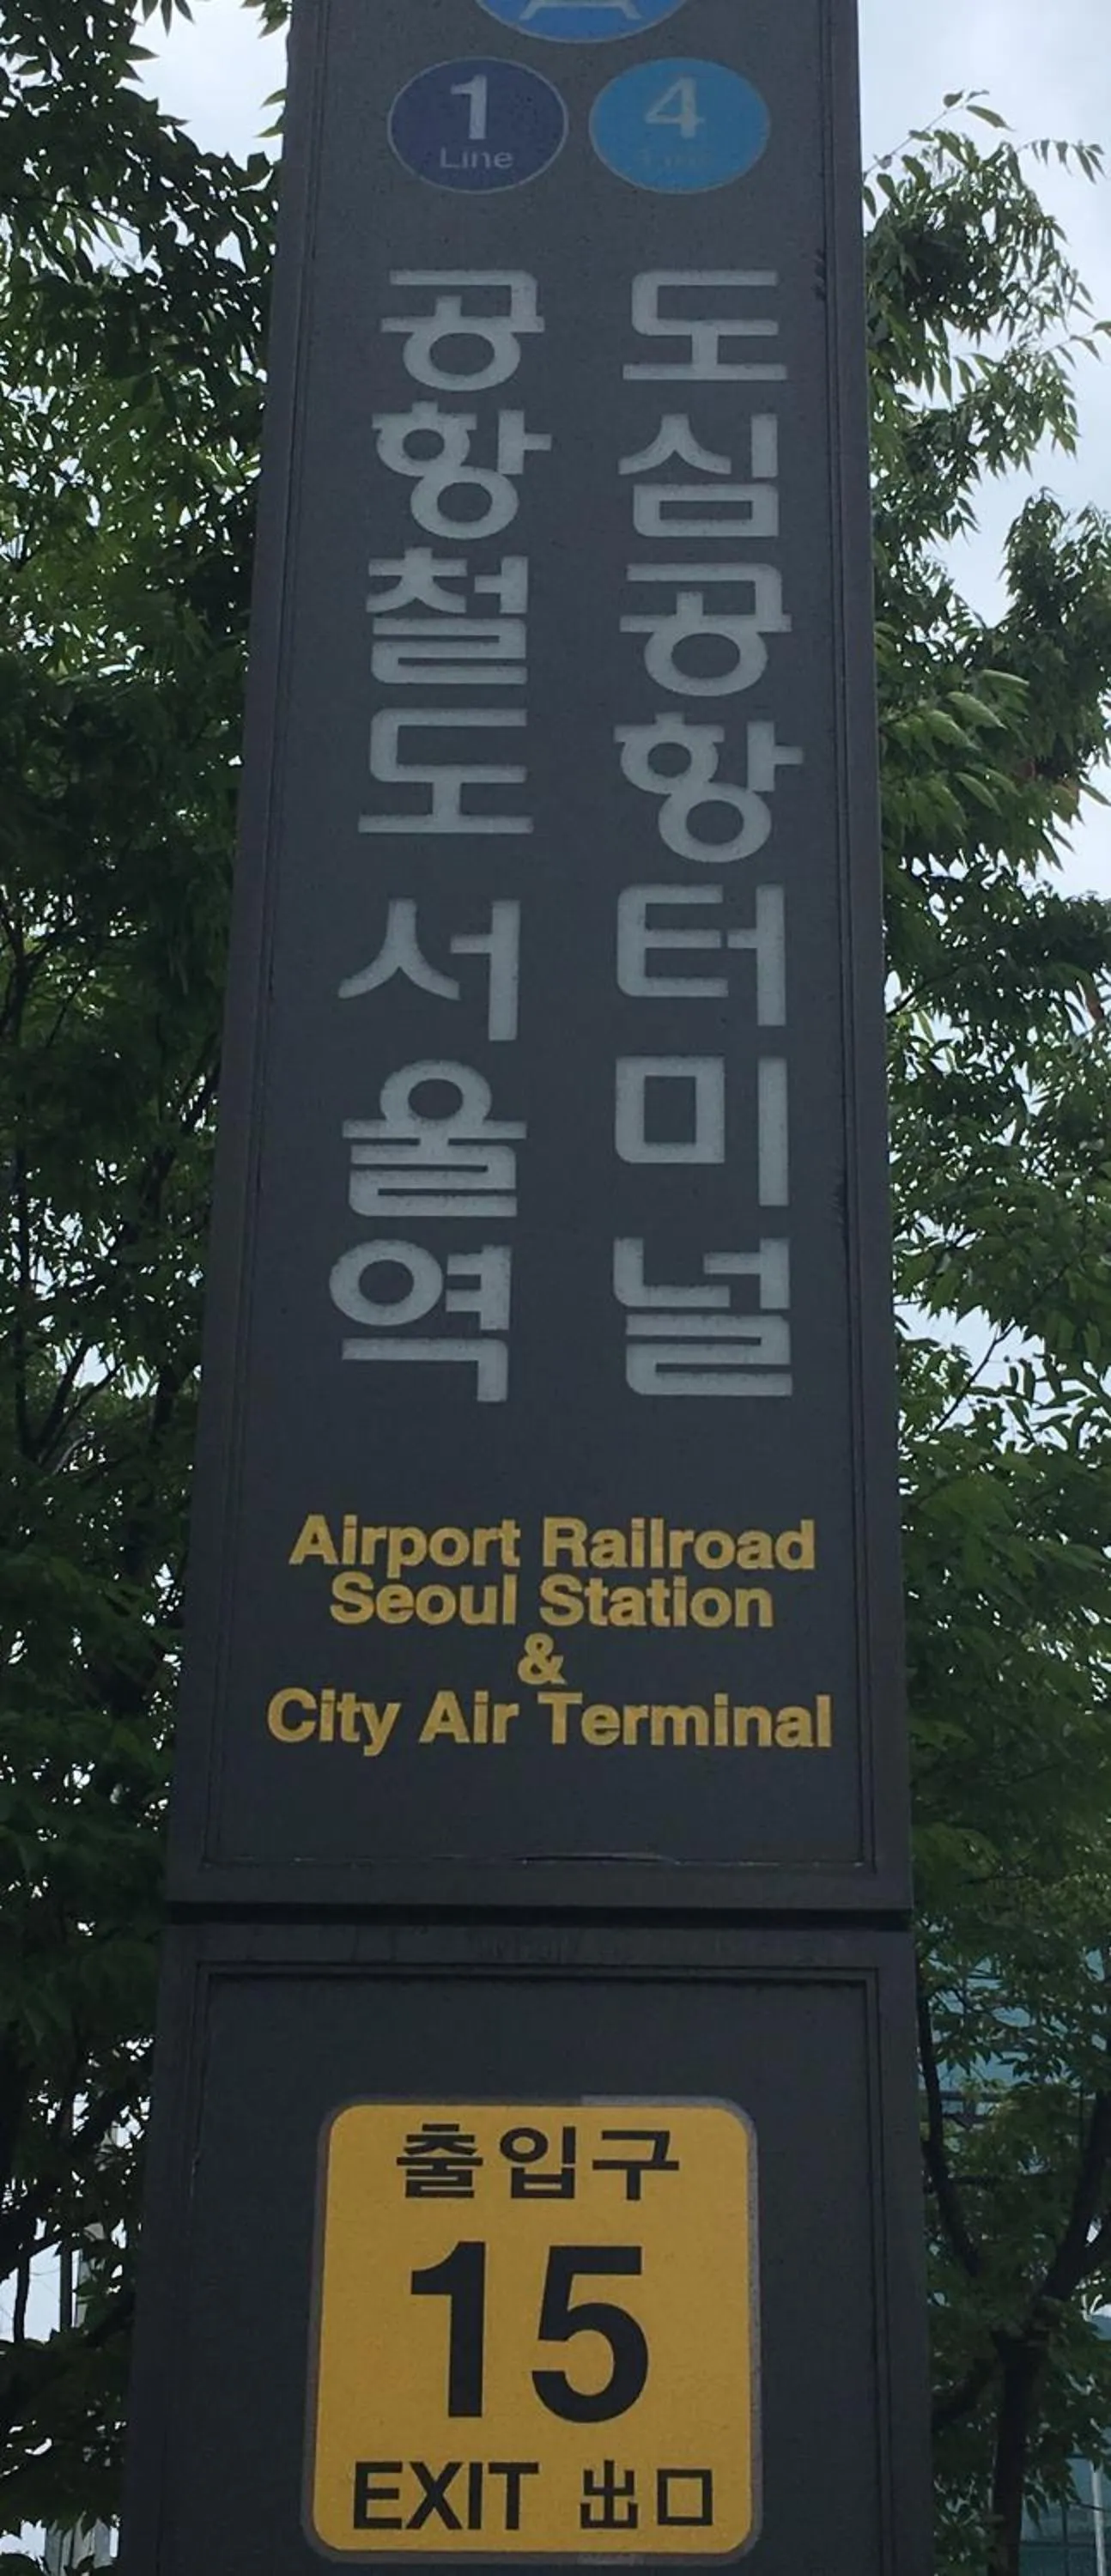 1 4
Line Line
공항철도 서울역
도심공항터미널
Airport Railroad
Seoul Station
&
City Air Terminal
출입구
15
EXIT 出口